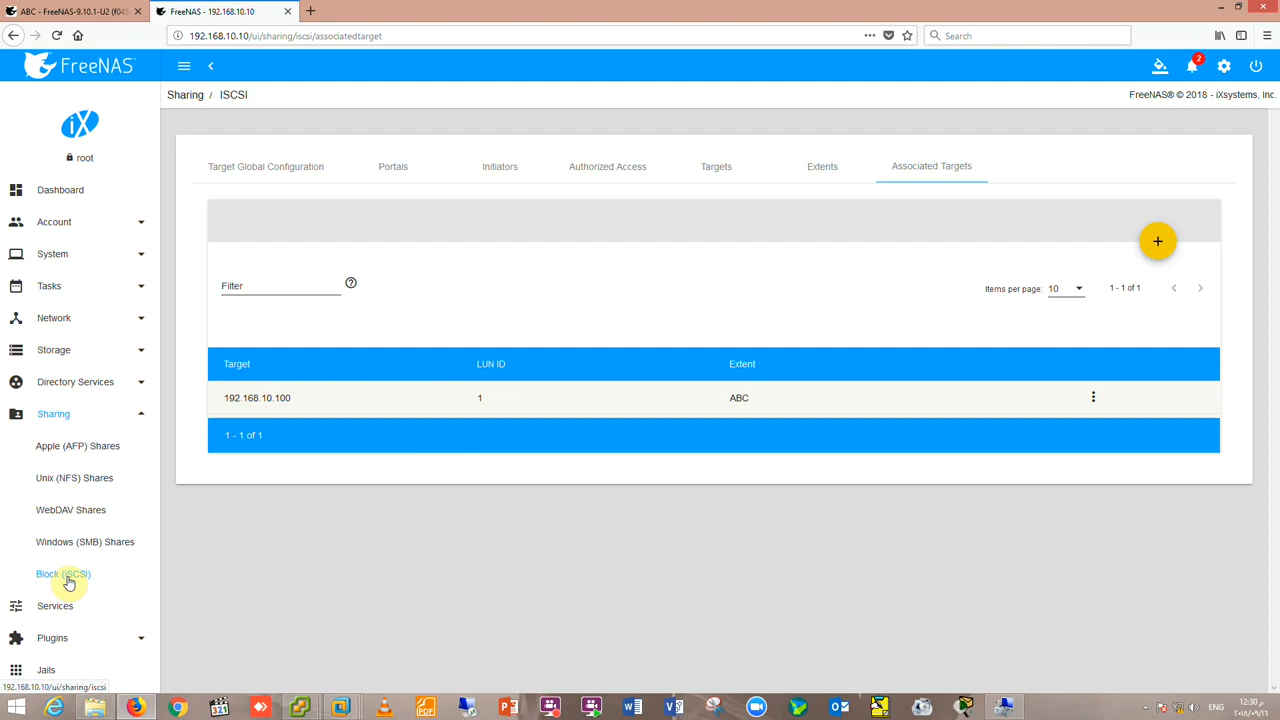 ABC - FreeNAS-9.10.1-U2 (f045
FreeNAS - 192.168.10.10
192.168.10.10/ui/sharing/iscsi/associatedtarget
Search
FreeNAS
2
Sharing / ISCSI
FreeNAS® © 2018 - iXsystems, Inc.
iX
root
Dashboard
Account
System
Tasks
Network
Storage
Directory Services
Sharing
Apple (AFP) Shares
Unix (NFS) Shares
WebDAV Shares
Windows (SMB) Shares
Block (iSCSI)
Services
Plugins
Jails
Target Global Configuration
Portals
Initiators
Authorized Access
Targets
Extents
Associated Targets
+
Filter
Items per page: 10
1 - 1 of 1
Target LUN ID Extent
192.168.10.100 1 ABC
1 - 1 of 1
192.168.10.10/ui/sharing/iscsi
321
PDF
ENG
12:30 م